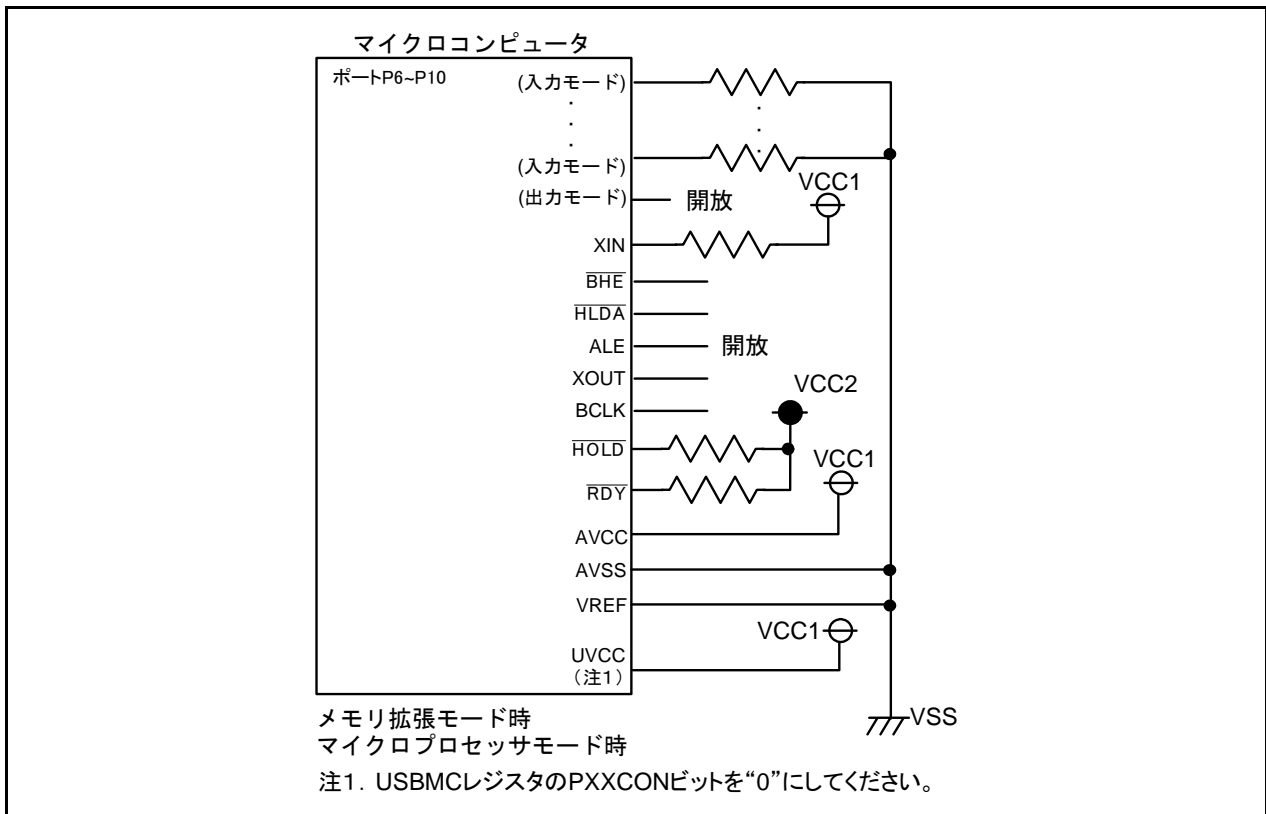 マイクロコンピュータ
ポートP6~P10
(入力モード)
(入力モード)
(出力モード)
開放
VCC1
XIN
BHE
HLDA
ALE
開放
XOUT
VCC2
BCLK
HOLD
VCC1
RDY
AVCC
AVSS
VREF
VCC1
UVCC
(注1)
VSS
メモリ拡張モード時
マイクロプロセッサモード時
注1. USBMCレジスタのPXXCONビットを“0”にしてください。